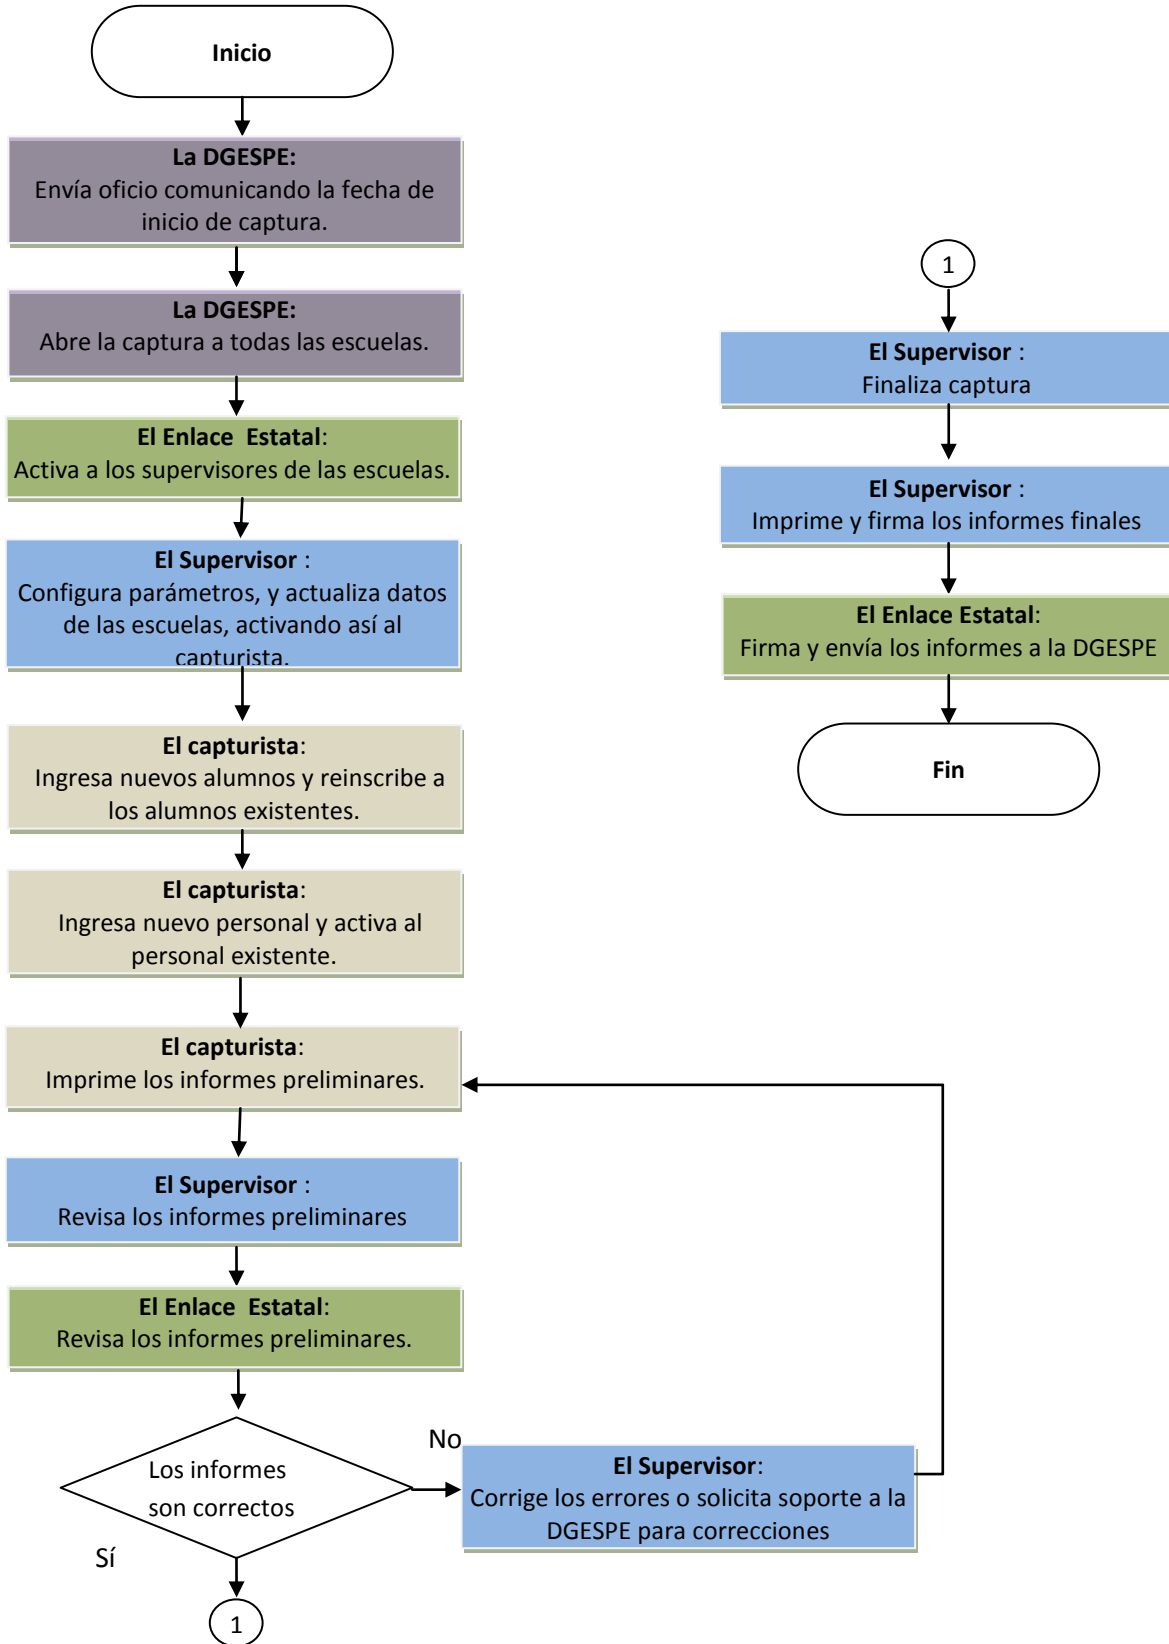 Inicio
La DGESPE:
Envía oficio comunicando la fecha de
inicio de captura.
La DGESPE:
Abre la captura a todas las escuelas.
El Enlace Estatal:
Activa a los supervisores de las escuelas.
El Supervisor :
Configura parámetros, y actualiza datos
de las escuelas, activando así al
capturista.
El capturista:
Ingresa nuevos alumnos y reinscribe a
los alumnos existentes.
El capturista:
Ingresa nuevo personal y activa al
personal existente.
El capturista:
Imprime los informes preliminares.
El Supervisor :
Revisa los informes preliminares
El Enlace Estatal:
Revisa los informes preliminares.
Los informes
son correctos
No
El Supervisor:
Corrige los errores o solicita soporte a la
DGESPE para correcciones
Sí
1
1
El Supervisor :
Finaliza captura
El Supervisor :
Imprime y firma los informes finales
El Enlace Estatal:
Firma y envía los informes a la DGESPE
Fin